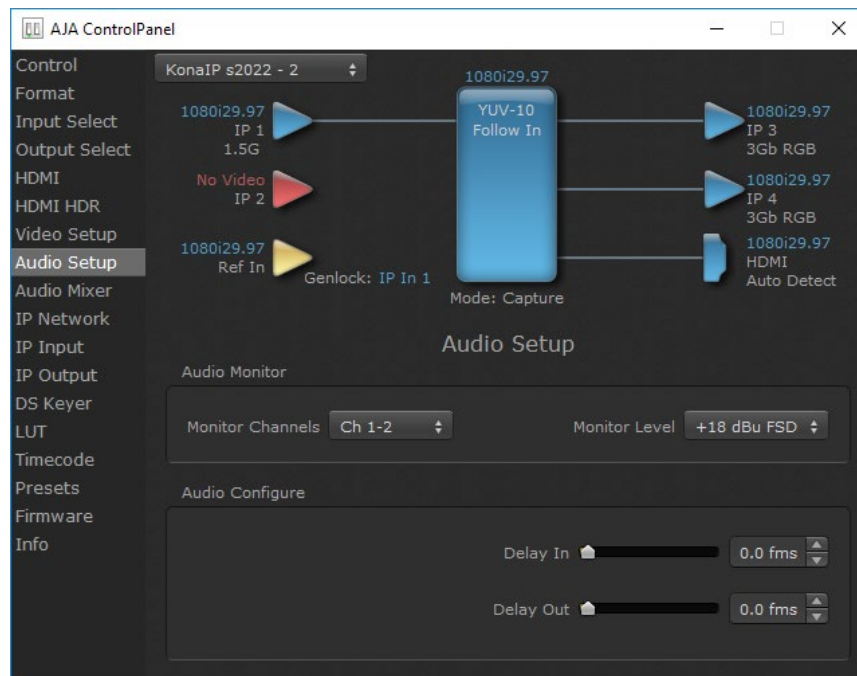 AJA ControlPanel
Control
Format
Input Select
Output Select
HDMI
HDMI HDR
Video Setup
Audio Setup
Audio Mixer
IP Network
IP Input
IP Output
DS Keyer
LUT
Timecode
Presets
Firmware
Info
KonaIP s2022 - 2
1080i29.97
IP 1
1.5G
No Video
IP 2
1080i29.97
Ref In
Genlock: IP In 1
1080i29.97
YUV-10
Follow In
Mode: Capture
1080i29.97
IP 3
3Gb RGB
1080i29.97
IP 4
3Gb RGB
1080i29.97
HDMI
Auto Detect
Audio Setup
Audio Monitor
Monitor Channels Ch 1-2 Monitor Level +18 dBu FSD
Audio Configure
Delay In 0.0 fms
Delay Out 0.0 fms